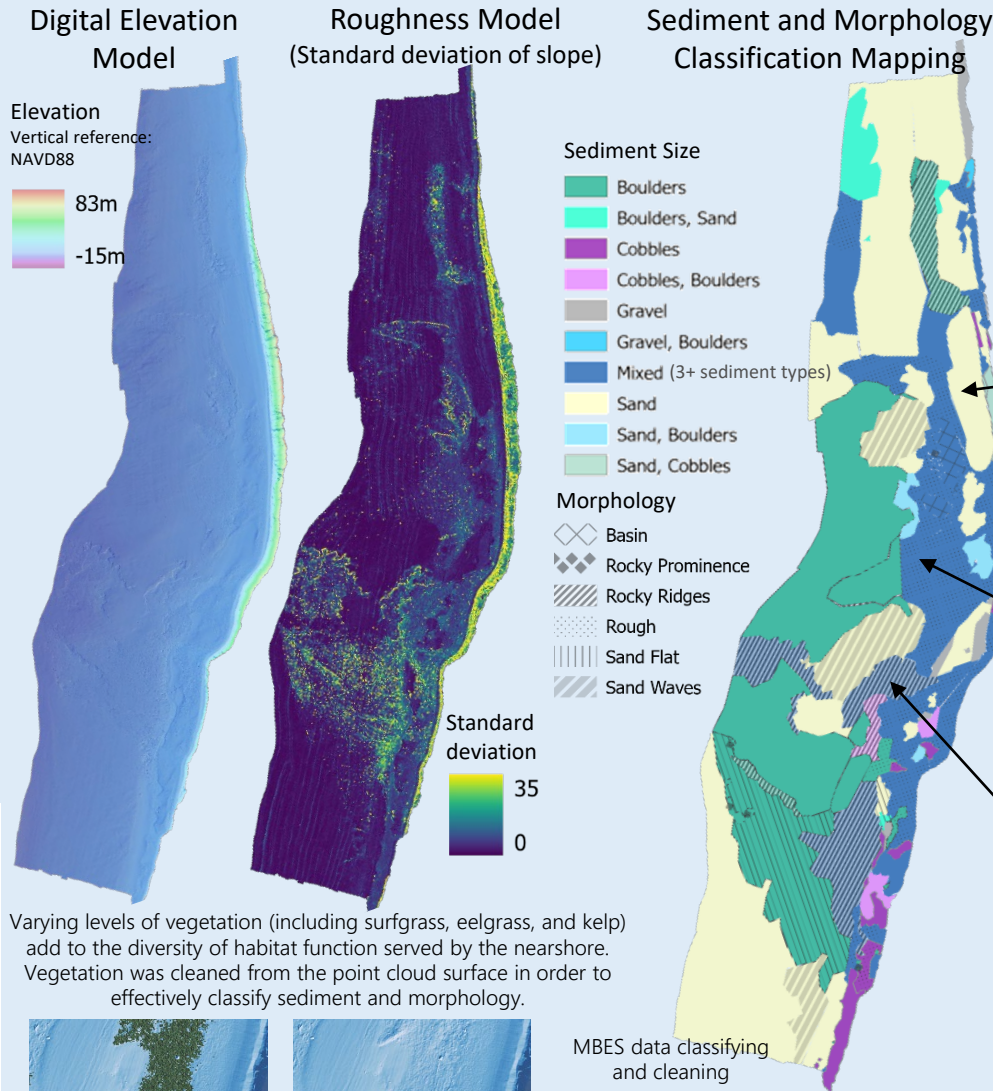 Digital Elevation
Model
Elevation
Vertical reference:
NAVD88
83m
-15m
Roughness Model
(Standard deviation of slope)
Standard
deviation
35
0
Sediment and Morphology
Classification Mapping
Sediment Size
Boulders
Boulders, Sand
Cobbles
Cobbles, Boulders
Gravel
Gravel, Boulders
Mixed (3+ sediment types)
Sand
Sand, Boulders
Sand, Cobbles
Morphology
Basin
Rocky Prominence
Rocky Ridges
Rough
Sand Flat
Sand Waves
Varying levels of vegetation (including surfgrass, eelgrass, and kelp)
add to the diversity of habitat function served by the nearshore.
Vegetation was cleaned from the point cloud surface in order to
effectively classify sediment and morphology.
MBES data classifying
and cleaning